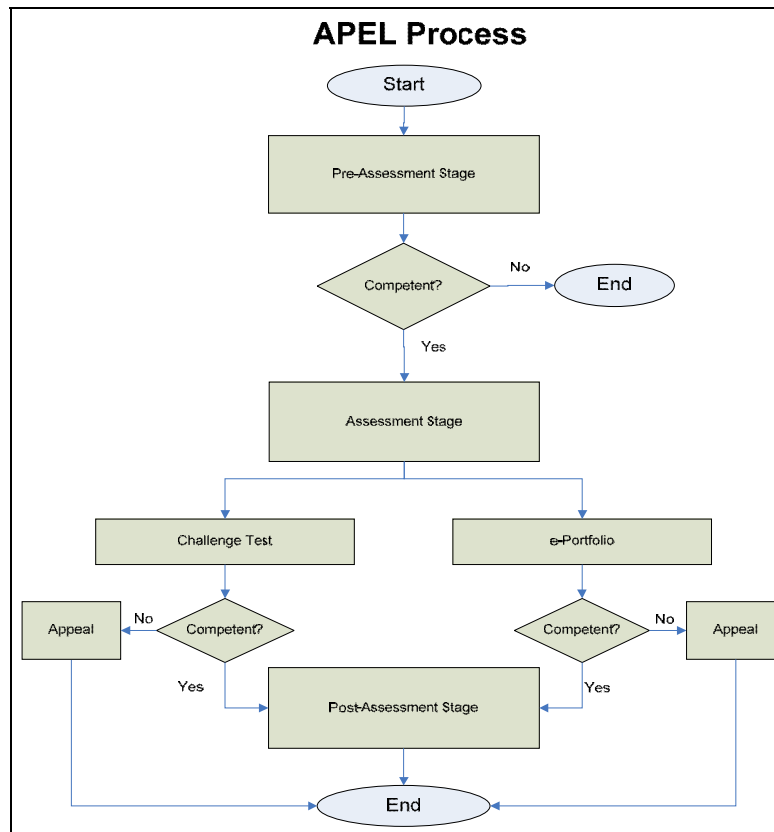 APEL Process
Start
Pre-Assessment Stage
Competent?
No
End
Yes
Assessment Stage
Challenge Test
e-Portfolio
Appeal
No
Competent?
Competent?
No
Appeal
Yes
Yes
Post-Assessment Stage
End